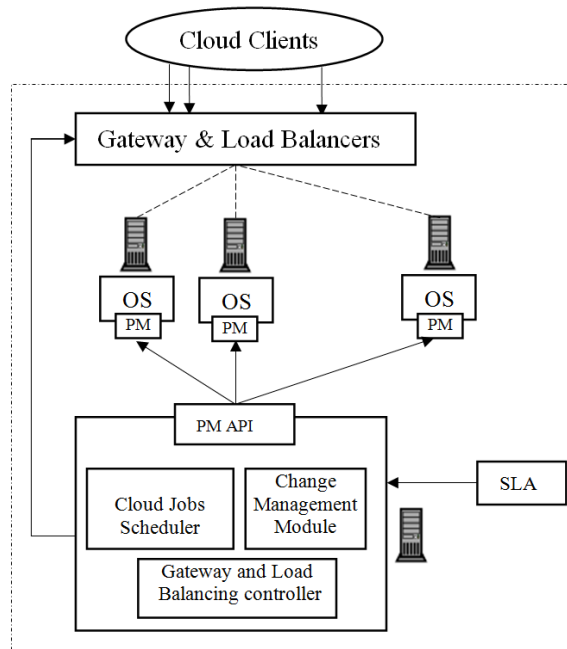 Cloud Clients
Gateway & Load Balancers
OS
OS
OS
PM
PM
PM
PM API
Cloud Jobs
Scheduler
Change
Management
Module
SLA
Gateway and Load
Balancing controller